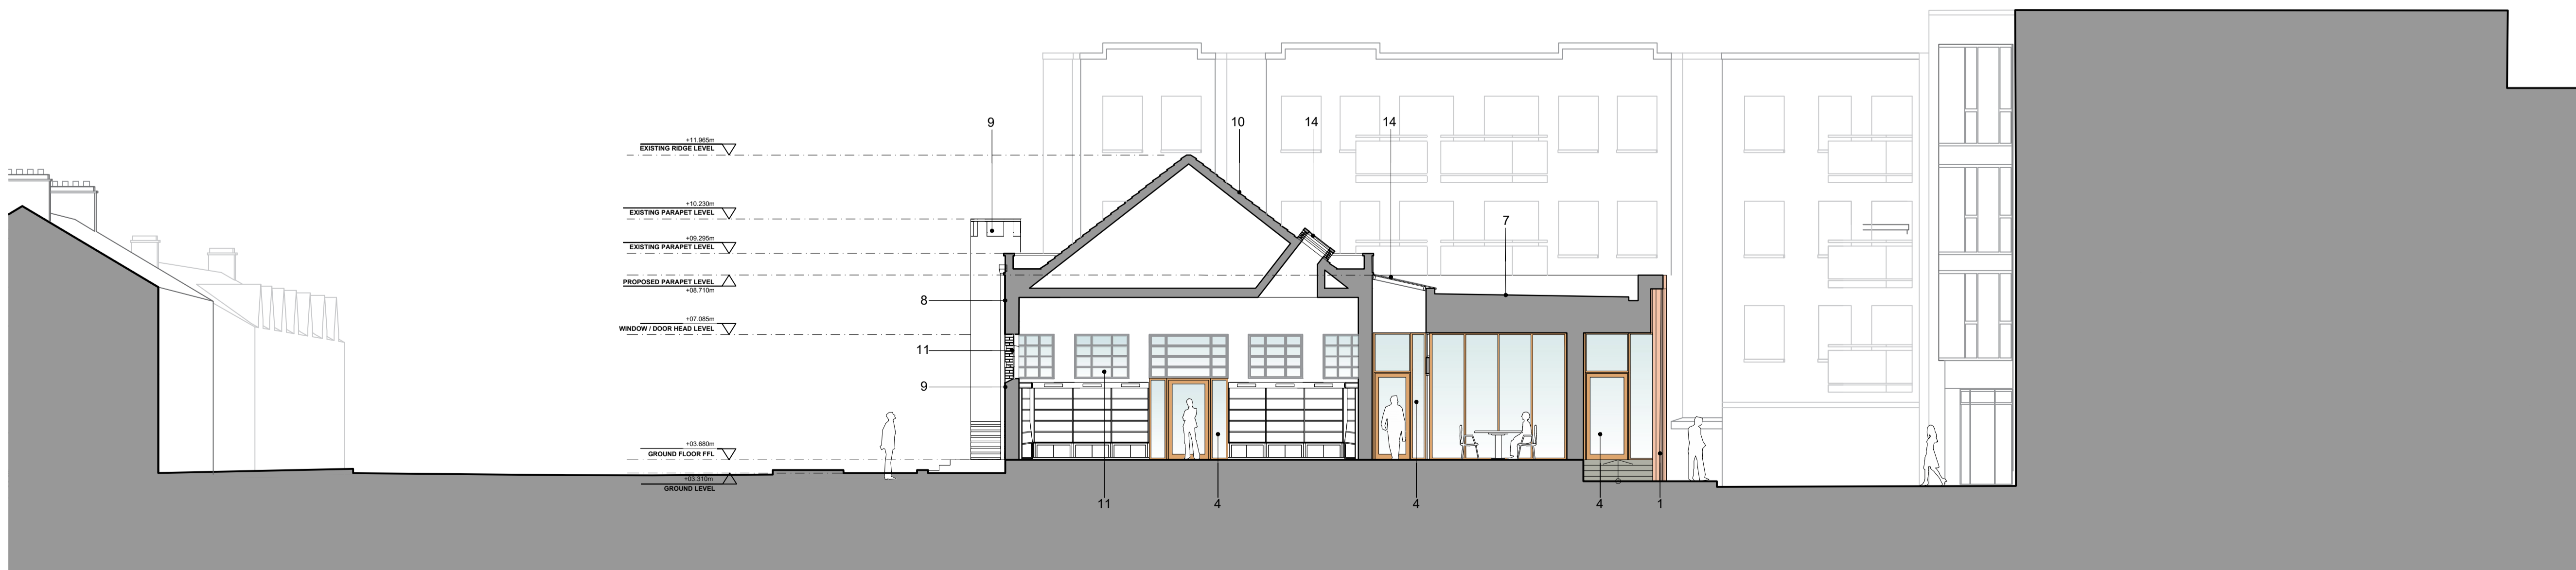 9
10
14
14
+11.965m
EXISTING RIDGE LEVEL
+10.230m
EXISTING PARAPET LEVEL
7
+09.295m
EXISTING PARAPET LEVEL
PROPOSED PARAPET LEVEL
+08.710m
8
+07.085m
WINDOW / DOOR HEAD LEVEL
11
9
+03.680m
GROUND FLOOR FFL
+03.310m
GROUND LEVEL
11
4
4
4
1